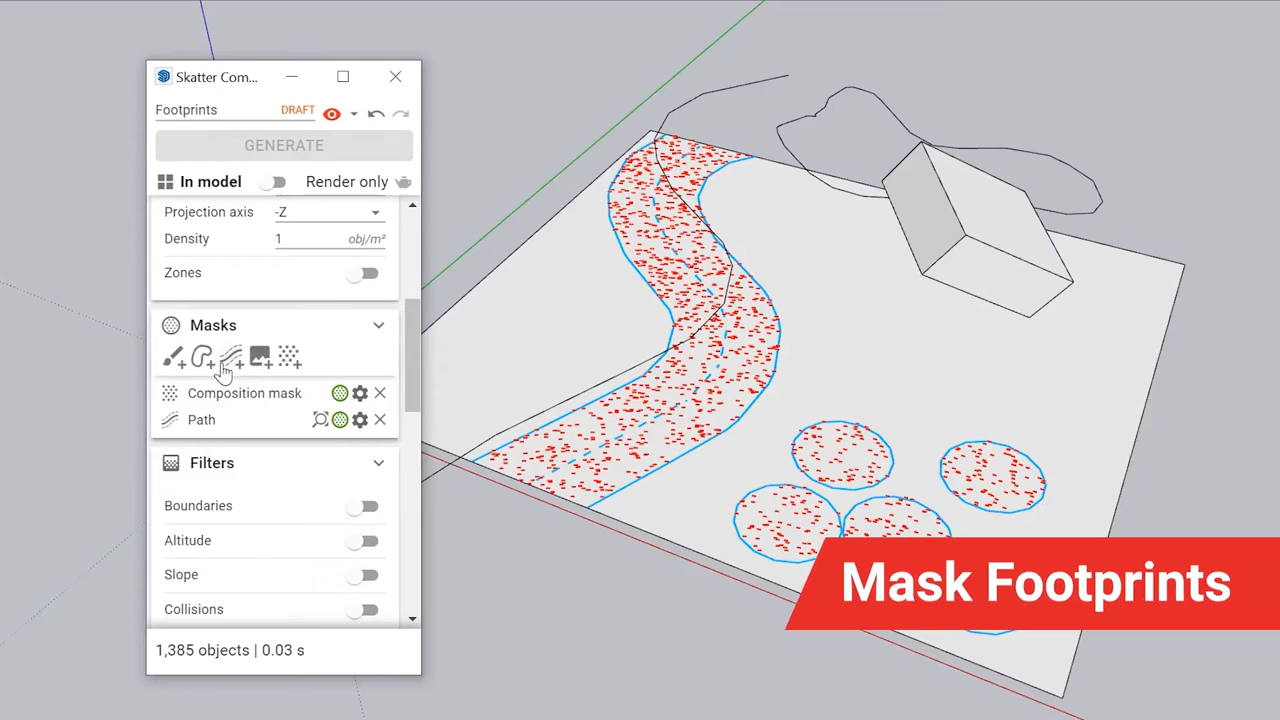 Skatter Com...
Footprints DRAFT
GENERATE
In model Render only
Projection axis -Z
Density 1 obj/m²
Zones
Masks
Composition mask
Path
Filters
Boundaries
Altitude
Slope
Collisions
1,385 objects | 0.03 s
Mask Footprints